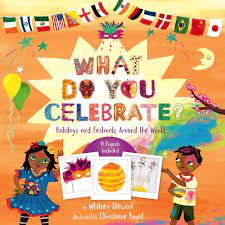 WHAT
DO YOU
CELEBRATE?
Holidays and Festivals Around the World
14 Projects
Included
by Whitney Stewart
illustrated by Christiane Engel